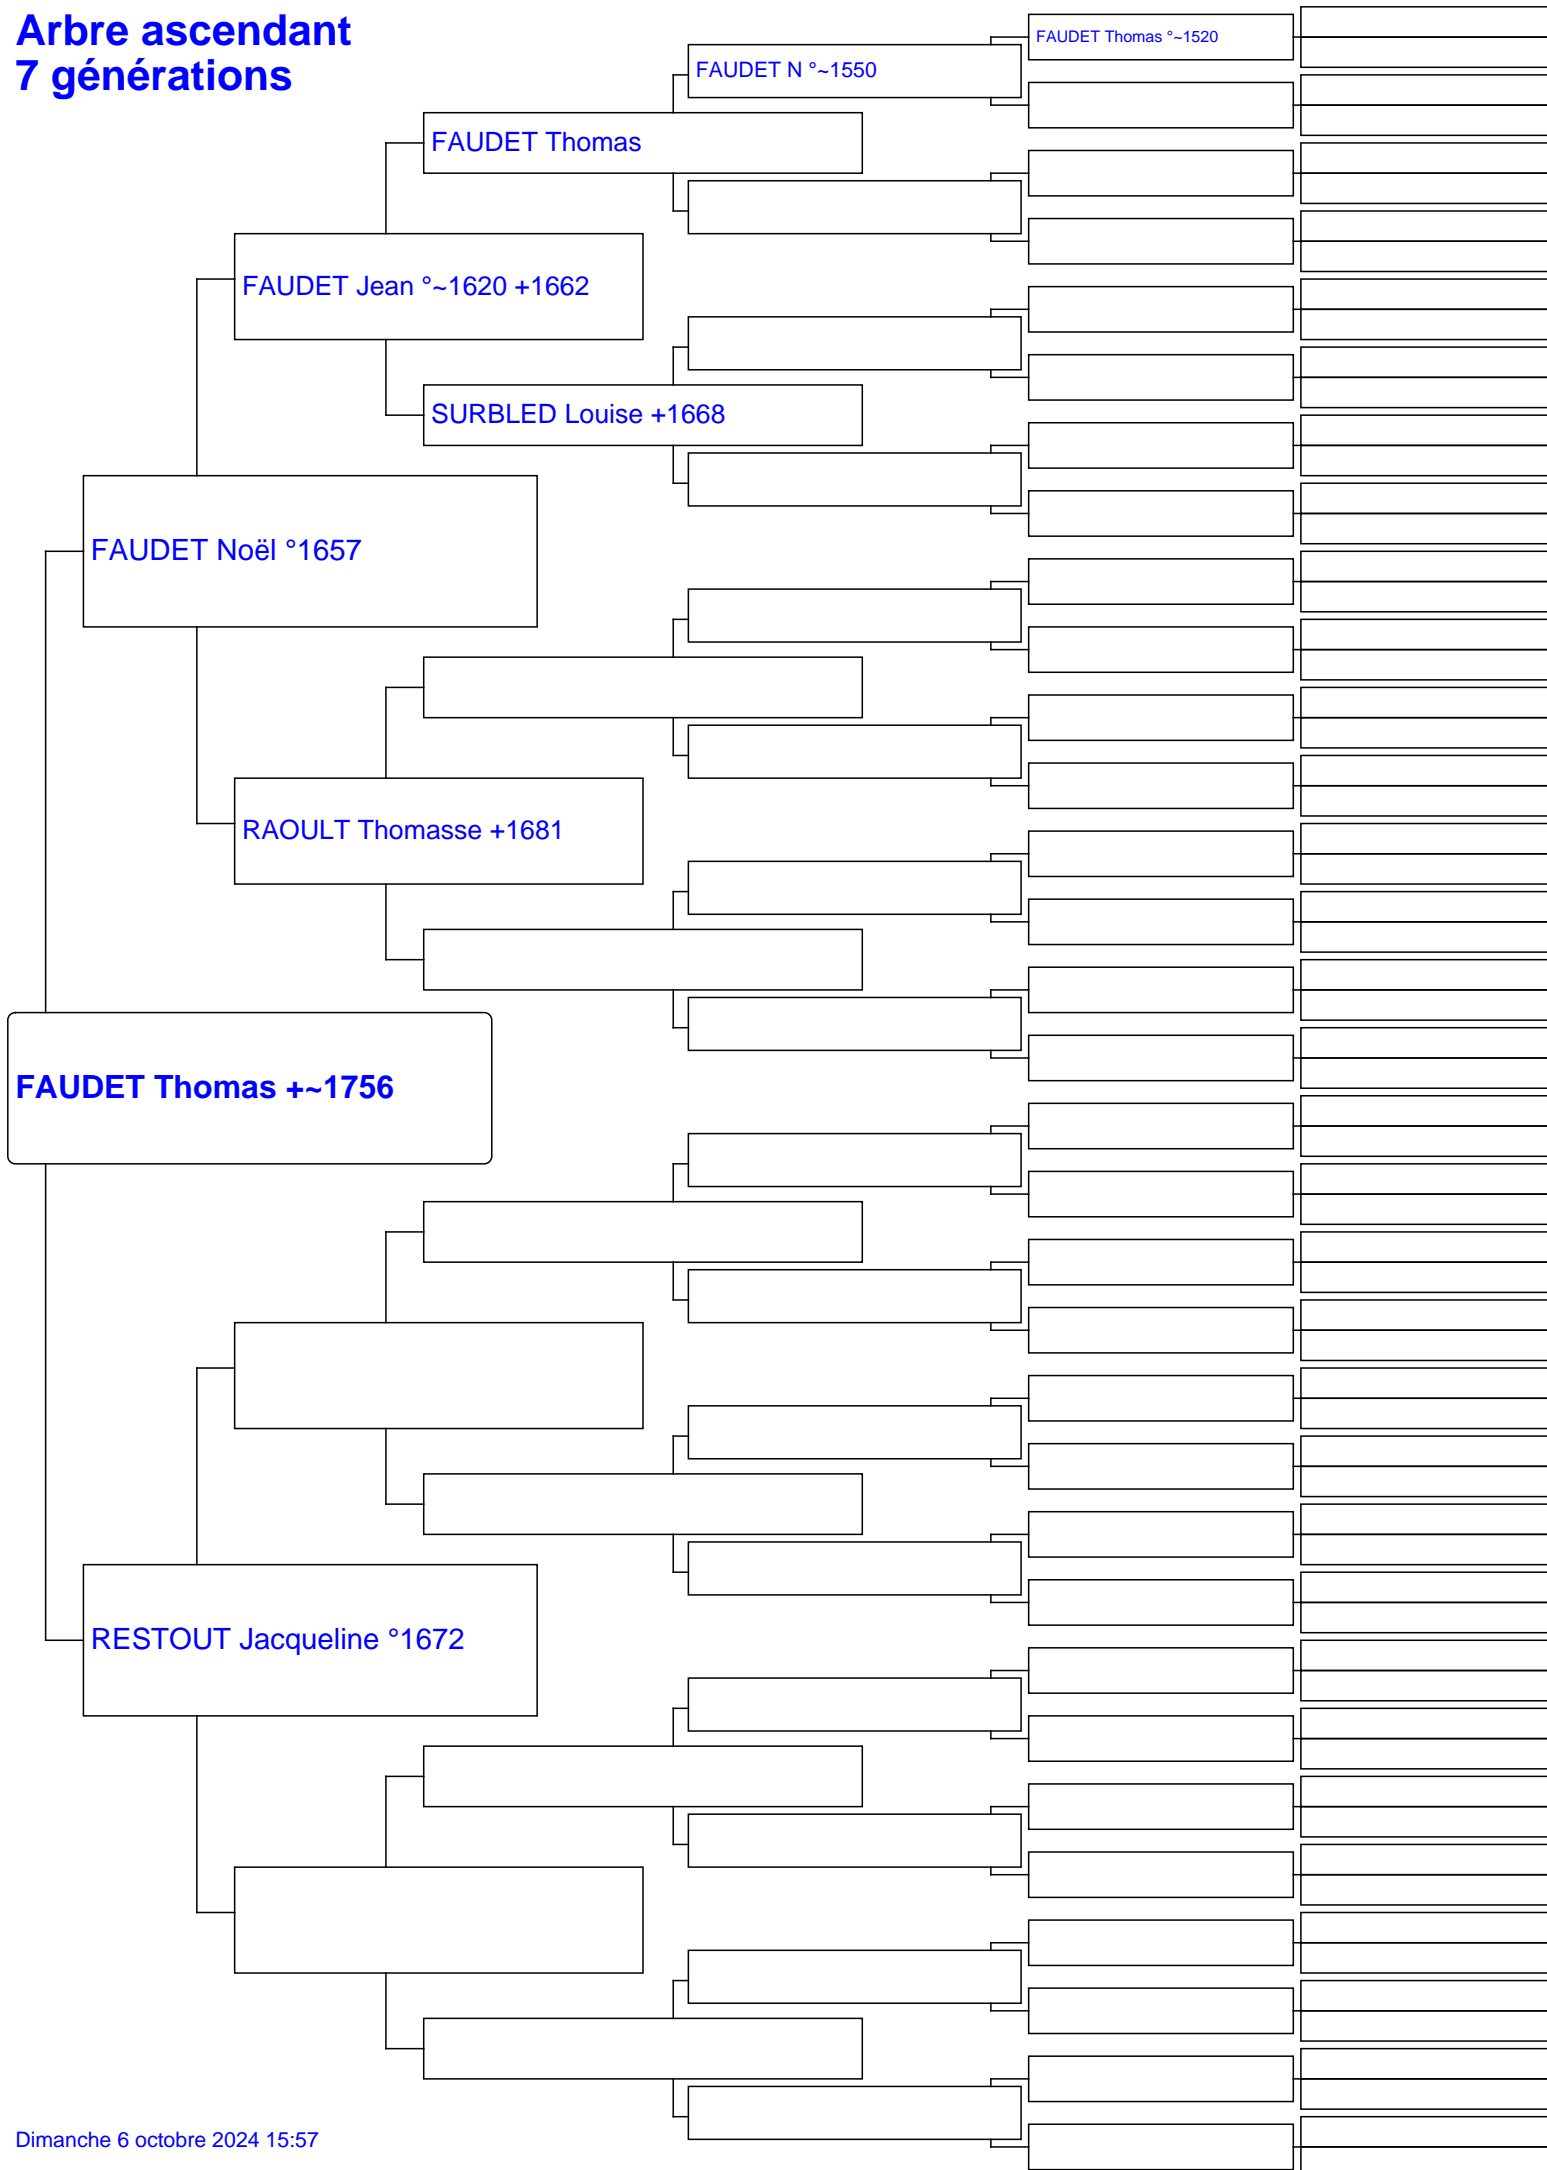 Arbre ascendant
7 générations
FAUDET Thomas °~1520
FAUDET N °~1550
FAUDET Thomas
FAUDET Jean °~1620 +1662
SURBLED Louise +1668
FAUDET Noël °1657
RAOULT Thomasse +1681
FAUDET Thomas +~1756
RESTOUT Jacqueline °1672
Dimanche 6 octobre 2024 15:57